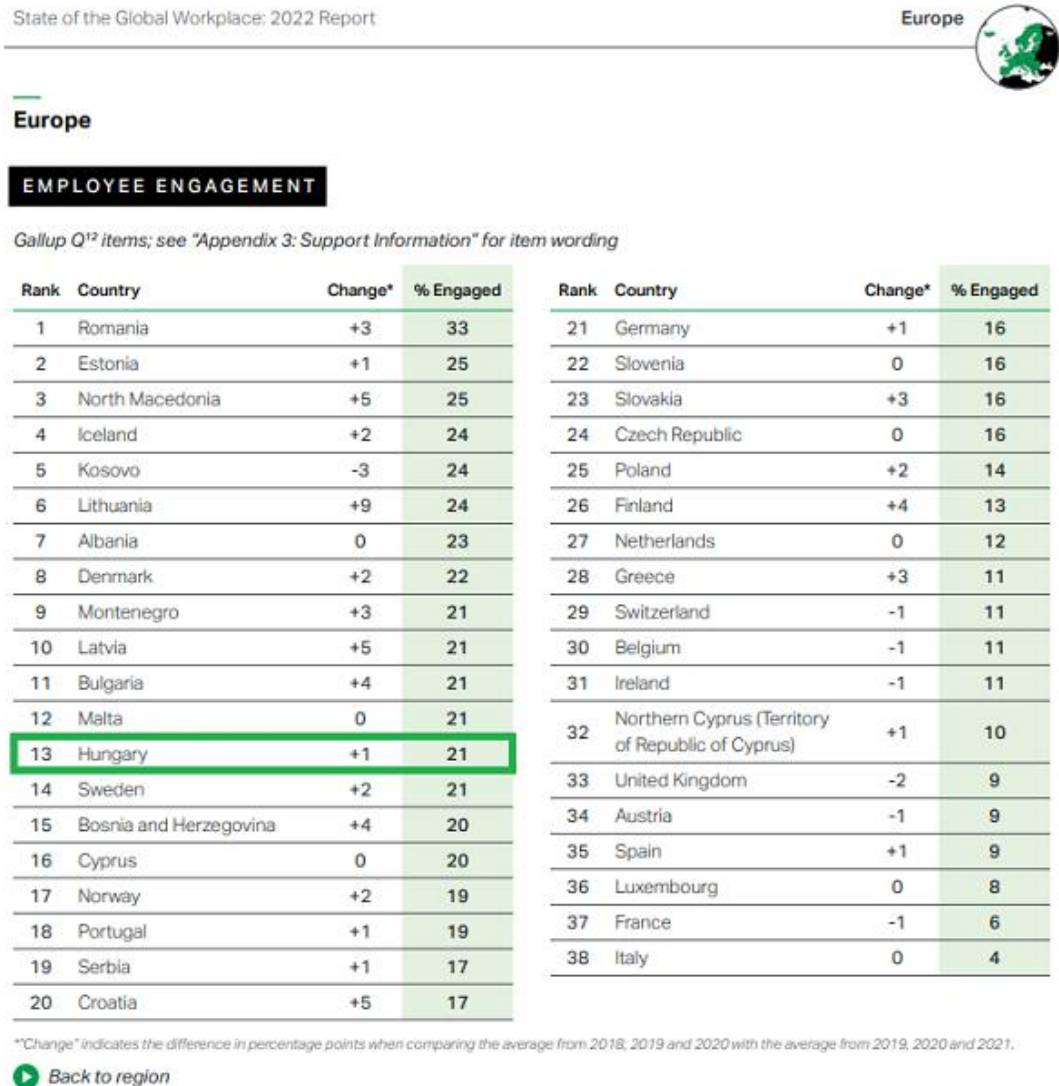 State of the Global Workplace: 2022 Report
Europe
Europe
EMPLOYEE ENGAGEMENT
Gallup Q¹² items; see "Appendix 3: Support Information" for item wording
Rank Country Change* % Engaged
1 Romania +3 33
2 Estonia +1 25
3 North Macedonia +5 25
4 Iceland +2 24
5 Kosovo -3 24
6 Lithuania +9 24
7 Albania 0 23
8 Denmark +2 22
9 Montenegro +3 21
10 Latvia +5 21
11 Bulgaria +4 21
12 Malta 0 21
13 Hungary +1 21
14 Sweden +2 21
15 Bosnia and Herzegovina +4 20
16 Cyprus 0 20
17 Norway +2 19
18 Portugal +1 19
19 Serbia +1 17
20 Croatia +5 17
Rank Country Change* % Engaged
21 Germany +1 16
22 Slovenia 0 16
23 Slovakia +3 16
24 Czech Republic 0 16
25 Poland +2 14
26 Finland +4 13
27 Netherlands 0 12
28 Greece +3 11
29 Switzerland -1 11
30 Belgium -1 11
31 Ireland -1 11
32 Northern Cyprus (Territory
of Republic of Cyprus) +1 10
33 United Kingdom -2 9
34 Austria -1 9
35 Spain +1 9
36 Luxembourg 0 8
37 France -1 6
38 Italy 0 4
*"Change" indicates the difference in percentage points when comparing the average from 2018, 2019 and 2020 with the average from 2019, 2020 and 2021.
Back to region